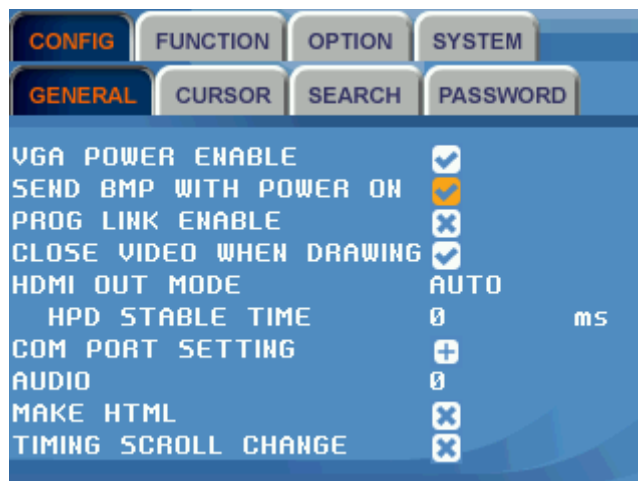 CONFIG FUNCTION OPTION SYSTEM
GENERAL CURSOR SEARCH PASSWORD
VGA POWER ENABLE
SEND BMP WITH POWER ON
PROG LINK ENABLE
CLOSE VIDEO WHEN DRAWING
HDMI OUT MODE AUTO
HPD STABLE TIME 0 ms
COM PORT SETTING
AUDIO 0
MAKE HTML
TIMING SCROLL CHANGE